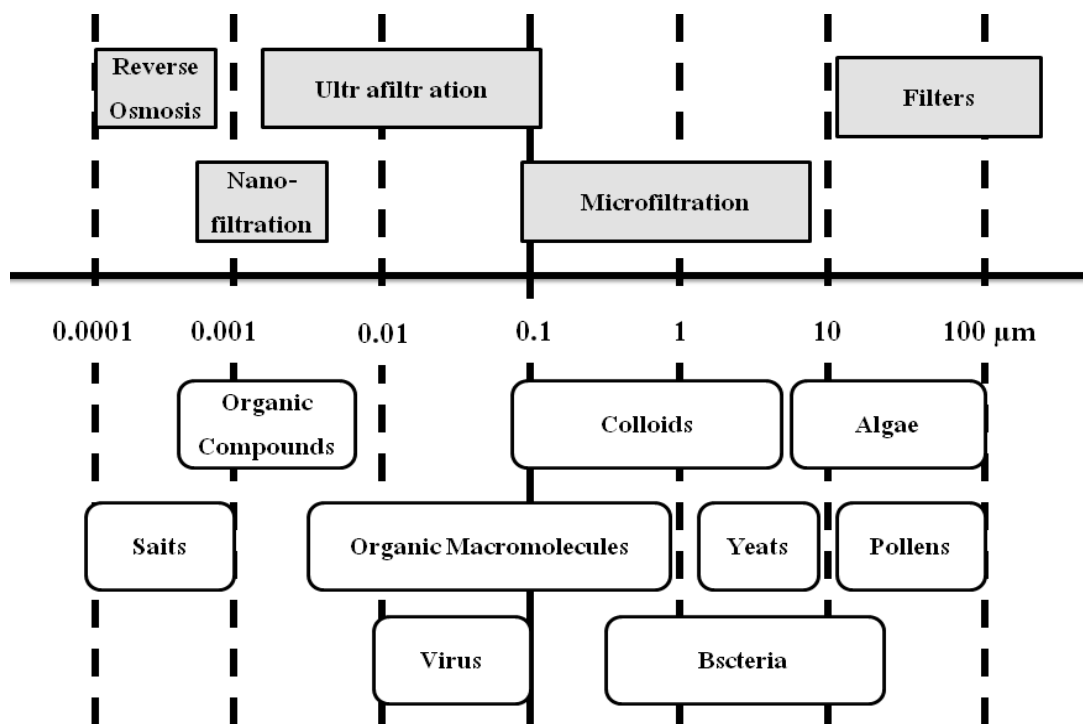 Reverse
Osmosis
Ultr afiltr ation
Filters
Nano-
filtration
Microfiltration
0.0001 0.001 0.01 0.1 1 10 100 µm
Organic
Compounds
Colloids
Algae
Saits
Organic Macromolecules
Yeats
Pollens
Virus
Bscteria